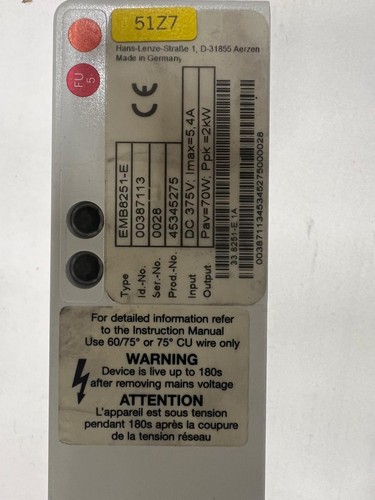 51Z7
Hans-Lenze-Straße 1, D-31855 Aerzen
Made in Germany
FU
5
CE
Type EMB8251-E
Id.-No. 00387113
Ser.-No. 0028
Prod.-No. 45345275
Input DC 375V; Imax=5.4A
Output Pav=70W; Ppk=2kW
33.8251-E.1A
003871134534527500028
For detailed information refer
to the Instruction Manual
Use 60/75° or 75° CU wire only
WARNING
Device is live up to 180s
after removing mains voltage
ATTENTION
L'appareil est sous tension
pendant 180s après la coupure
de la tension réseau